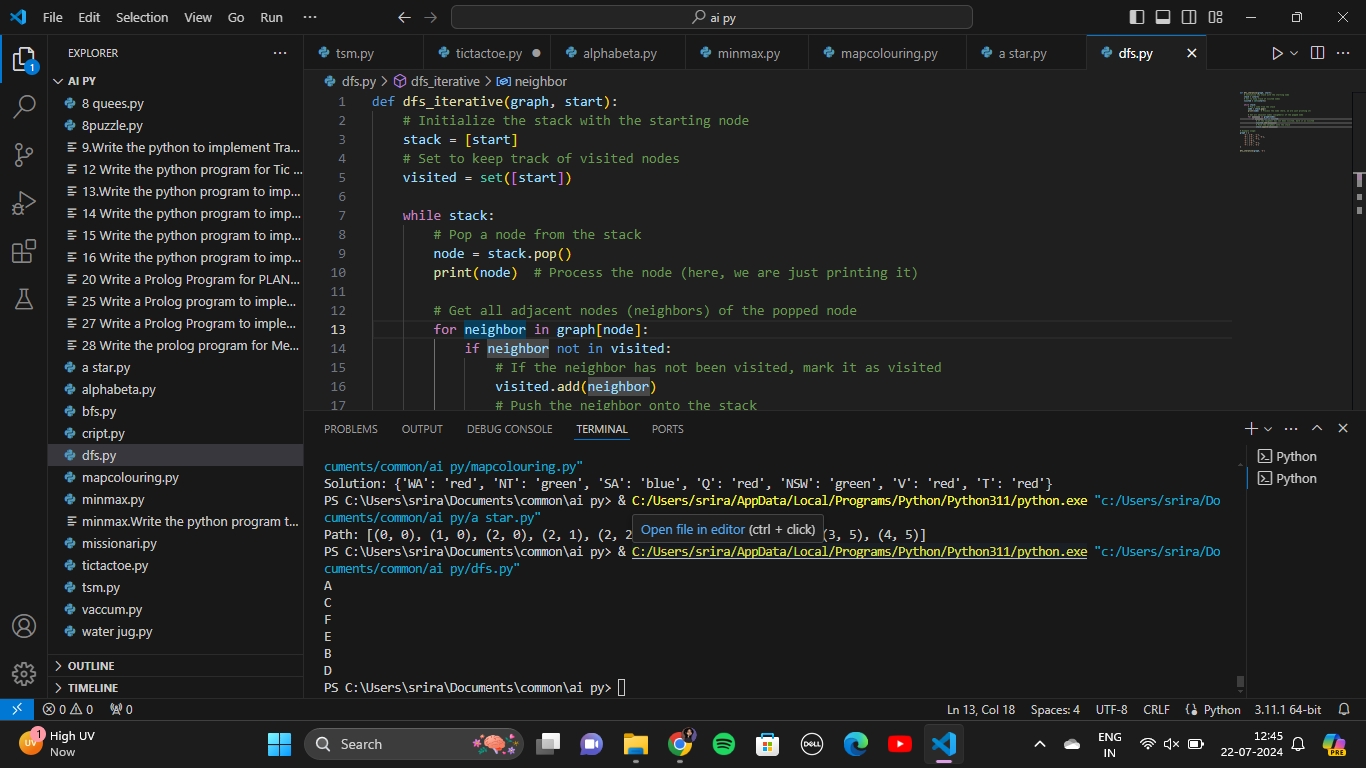 File Edit Selection View Go Run ··· ai py
EXPLORER ···
1
AI PY
8 quees.py
8puzzle.py
9.Write the python to implement Tra...
12 Write the python program for Tic ...
13.Write the python program to imp...
14 Write the python program to imp...
15 Write the python program to imp...
16 Write the python program to imp...
20 Write a Prolog Program for PLAN...
25 Write a Prolog program to imple...
27 Write a Prolog Program to imple...
28 Write the prolog program for Me...
a star.py
alphabeta.py
bfs.py
cript.py
dfs.py
mapcolouring.py
minmax.py
minmax.Write the python program t...
missionari.py
tictactoe.py
tsm.py
vaccum.py
water jug.py
OUTLINE
TIMELINE
tsm.py tictactoe.py alphabeta.py minmax.py mapcolouring.py a star.py dfs.py
dfs.py > dfs_iterative > neighbor
1 def dfs_iterative(graph, start):
2 # Initialize the stack with the starting node
3 stack = [start]
4 # Set to keep track of visited nodes
5 visited = set([start])
6
7 while stack:
8 # Pop a node from the stack
9 node = stack.pop()
10 print(node)  # Process the node (here, we are just printing it)
11
12 # Get all adjacent nodes (neighbors) of the popped node
13 for neighbor in graph[node]:
14 if neighbor not in visited:
15 # If the neighbor has not been visited, mark it as visited
16 visited.add(neighbor)
17 # Push the neighbor onto the stack
PROBLEMS OUTPUT DEBUG CONSOLE TERMINAL PORTS
Python
Python
cuments/common/ai py/mapcolouring.py"
Solution: {'WA': 'red', 'NT': 'green', 'SA': 'blue', 'Q': 'red', 'NSW': 'green', 'V': 'red', 'T': 'red'}
PS C:\Users\srira\Documents\common\ai py> & C:/Users/srira/AppData/Local/Programs/Python/Python311/python.exe "c:/Users/srira/Do
cuments/common/ai py/a star.py"
Open file in editor (ctrl + click)
Path: [(0, 0), (1, 0), (2, 0), (2, 1), (2, 2 (3, 5), (4, 5)]
PS C:\Users\srira\Documents\common\ai py> & C:/Users/srira/AppData/Local/Programs/Python/Python311/python.exe "c:/Users/srira/Do
cuments/common/ai py/dfs.py"
A
C
F
E
B
D
PS C:\Users\srira\Documents\common\ai py>
0 0 0 Ln 13, Col 18 Spaces: 4 UTF-8 CRLF Python 3.11.1 64-bit
UV 1 High UV
Now
Search
DELL
ENG
IN
12:45
22-07-2024
PRE